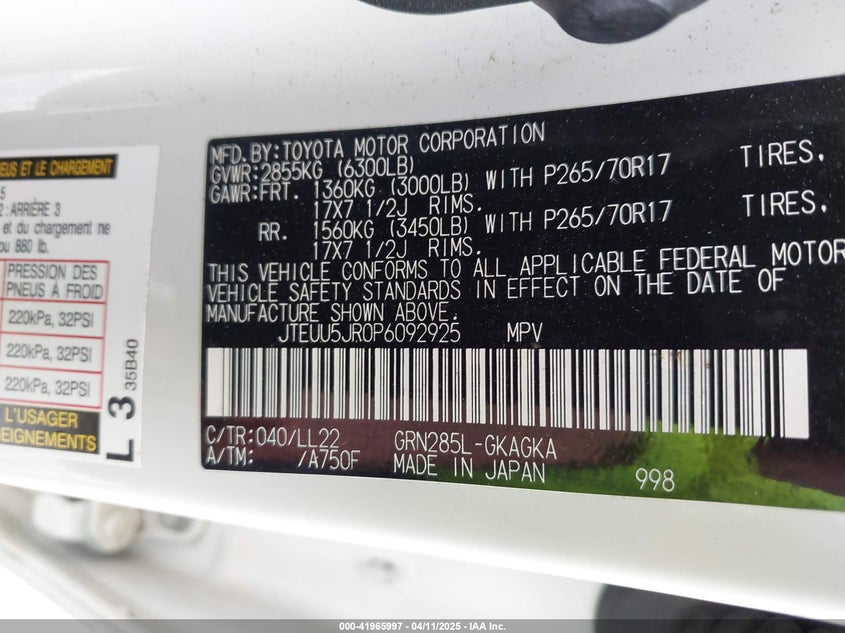 EUS ET LE CHARGEMENT
5
2 : ARRIÈRE 3
et du chargement ne
ou 880 lb.
PRESSION DES
PNEUS À FROID
220kPa, 32PSI
220kPa, 32PSI
220kPa, 32PSI
L'USAGER
EIGNEMENTS
L 3
35B40
MFD.BY:TOYOTA MOTOR CORPORATION
GVWR:2855KG (6300LB)
GAWR:FRT. 1360KG (3000LB) WITH P265/70R17 TIRES,
17X7 1/2J RIMS.
RR. 1560KG (3450LB) WITH P265/70R17 TIRES,
17X7 1/2J RIMS.
THIS VEHICLE CONFORMS TO ALL APPLICABLE FEDERAL MOTOR
VEHICLE SAFETY STANDARDS IN EFFECT ON THE DATE OF
MANUFACTURE SHOWN ABOVE.
JTEUU5JR0P6092925 MPV
C/TR:040/LL22 GRN285L-GKAGKA
A/TM: /A750F MADE IN JAPAN 998
000-41965997 - 04/11/2025 - IAA Inc.